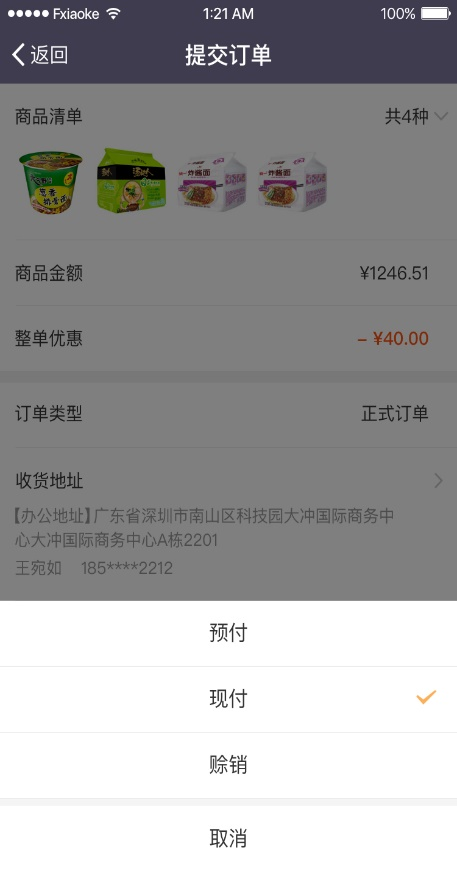 Fxiaoke 1:21 AM 100%
返回 提交订单
商品清单 共4种
炸酱面 炸酱面
商品金额 ¥1246.51
整单优惠 - ¥40.00
订单类型 正式订单
收货地址
【办公地址】广东省深圳市南山区科技园大冲国际商务中
心大冲国际商务中心A栋2201
王宛如 185****2212
预付
现付
赊销
取消